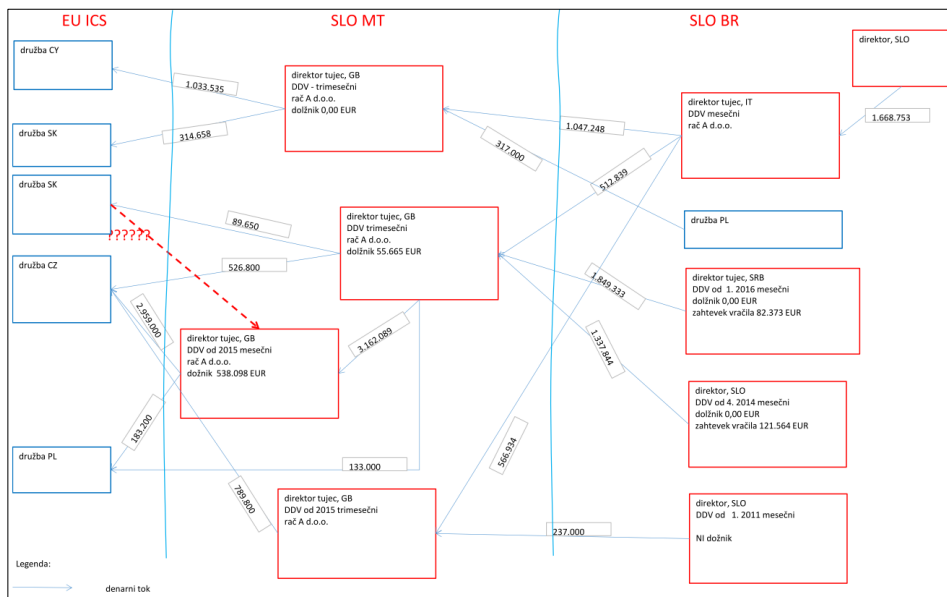 EU ICS
SLO MT
SLO BR
družba CY
družba SK
družba SK
??????
družba CZ
družba PL
1.033.535
314.658
89.650
526.800
2.959.000
183.200
789.800
133.000
3.162.089
direktor tujec, GB
DDV - trimesečni
rač A d.o.o.
dolžnik 0,00 EUR
direktor tujec, GB
DDV trimesečni
rač A d.o.o.
dolžnik 55.665 EUR
direktor tujec, GB
DDV od 2015 mesečni
rač A d.o.o.
dožnik  538.098 EUR
direktor tujec, GB
DDV od 2015 trimesečni
rač A d.o.o.
1.047.248
317.000
512.839
1.849.333
1.337.844
566.934
237.000
direktor, SLO
1.668.753
direktor tujec, IT
DDV mesečni
rač A d.o.o.
družba PL
direktor tujec, SRB
DDV od  1. 2016 mesečni
dolžnik 0,00 EUR
zahtevek vračila 82.373 EUR
direktor, SLO
DDV od 4. 2014 mesečni
dolžnik 0,00 EUR
zahtevek vračila 121.564 EUR
direktor, SLO
DDV od   1. 2011 mesečni
NI dožnik
Legenda:
denarni tok